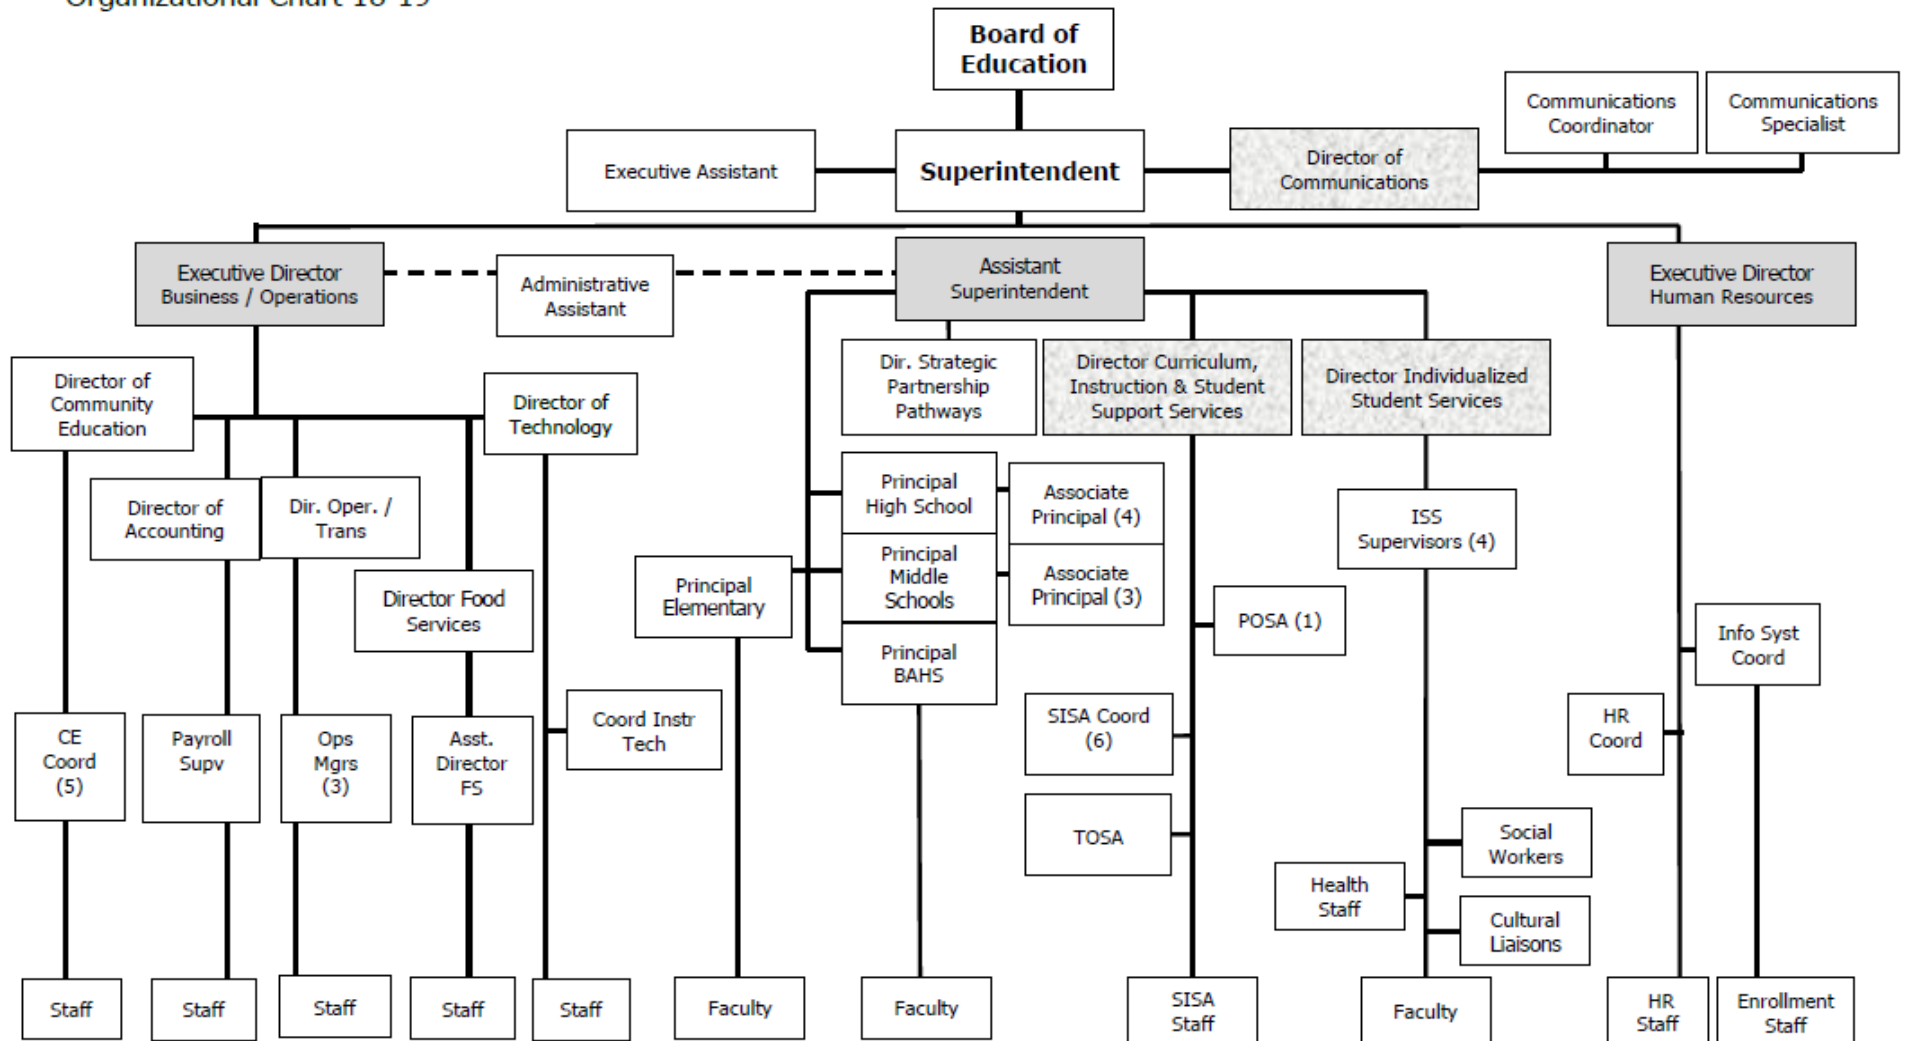 Organizational Chart 18-19
Board of
Education
Communications
Coordinator
Communications
Specialist
Executive Assistant
Superintendent
Director of
Communications
Executive Director
Business / Operations
Administrative
Assistant
Assistant
Superintendent
Executive Director
Human Resources
Director of
Community
Education
Director of
Technology
Dir. Strategic
Partnership
Pathways
Director Curriculum,
Instruction & Student
Support Services
Director Individualized
Student Services
Director of
Accounting
Dir. Oper. /
Trans
Principal
High School
Associate
Principal (4)
ISS
Supervisors (4)
Director Food
Services
Principal
Elementary
Principal
Middle
Schools
Associate
Principal (3)
POSA (1)
Info Syst
Coord
Principal
BAHS
CE
Coord
(5)
Payroll
Supv
Ops
Mgrs
(3)
Asst.
Director
FS
Coord Instr
Tech
SISA Coord
(6)
HR
Coord
TOSA
Social
Workers
Health
Staff
Cultural
Liaisons
Staff
Staff
Staff
Staff
Staff
Faculty
Faculty
SISA
Staff
Faculty
HR
Staff
Enrollment
Staff